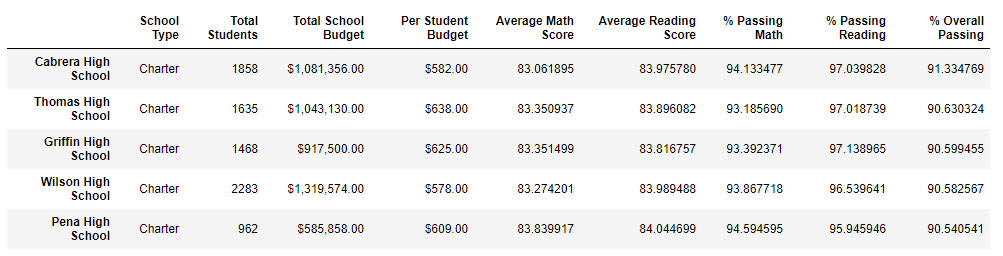 School Type Total Students Total School Budget Per Student Budget Average Math Score Average Reading Score % Passing Math % Passing Reading % Overall Passing
Cabrera High School Charter 1858 $1,081,356.00 $582.00 83.061895 83.975780 94.133477 97.039828 91.334769
Thomas High School Charter 1635 $1,043,130.00 $638.00 83.350937 83.896082 93.185690 97.018739 90.630324
Griffin High School Charter 1468 $917,500.00 $625.00 83.351499 83.816757 93.392371 97.138965 90.599455
Wilson High School Charter 2283 $1,319,574.00 $578.00 83.274201 83.989488 93.867718 96.539641 90.582567
Pena High School Charter 962 $585,858.00 $609.00 83.839917 84.044699 94.594595 95.945946 90.540541